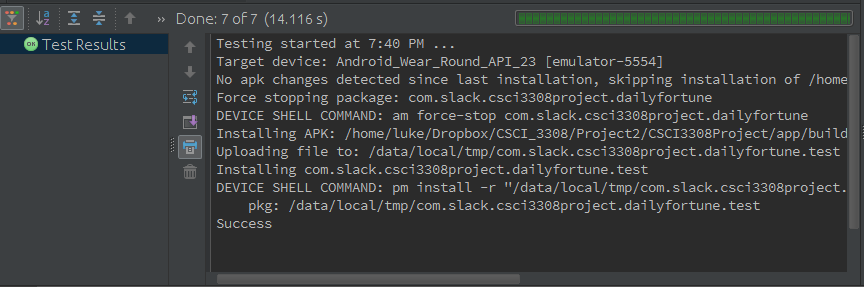 Done: 7 of 7 (14.116 s)
OK Test Results
Testing started at 7:40 PM ...
Target device: Android_Wear_Round_API_23 [emulator-5554]
No apk changes detected since last installation, skipping installation of /home
Force stopping package: com.slack.csci3308project.dailyfortune
DEVICE SHELL COMMAND: am force-stop com.slack.csci3308project.dailyfortune
Installing APK: /home/luke/Dropbox/CSCI_3308/Project2/CSCI3308Project/app/build
Uploading file to: /data/local/tmp/com.slack.csci3308project.dailyfortune.test
Installing com.slack.csci3308project.dailyfortune.test
DEVICE SHELL COMMAND: pm install -r "/data/local/tmp/com.slack.csci3308project.
pkg: /data/local/tmp/com.slack.csci3308project.dailyfortune.test
Success